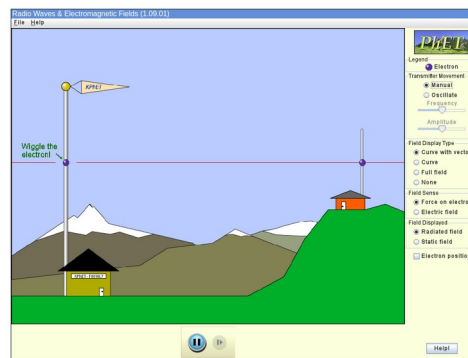 Radio Waves & Electromagnetic Fields (1.09.01)
File Help
KPhET
Wiggle the
electron!
PhET
Legend
Electron
Transmitter Movement
Manual
Oscillate
Frequency
Amplitude
Field Display Type
Curve with vecto
Curve
Full field
None
Field Sense
Force on electro
Electric field
Field Displayed
Radiated field
Static field
Electron positio
Help!